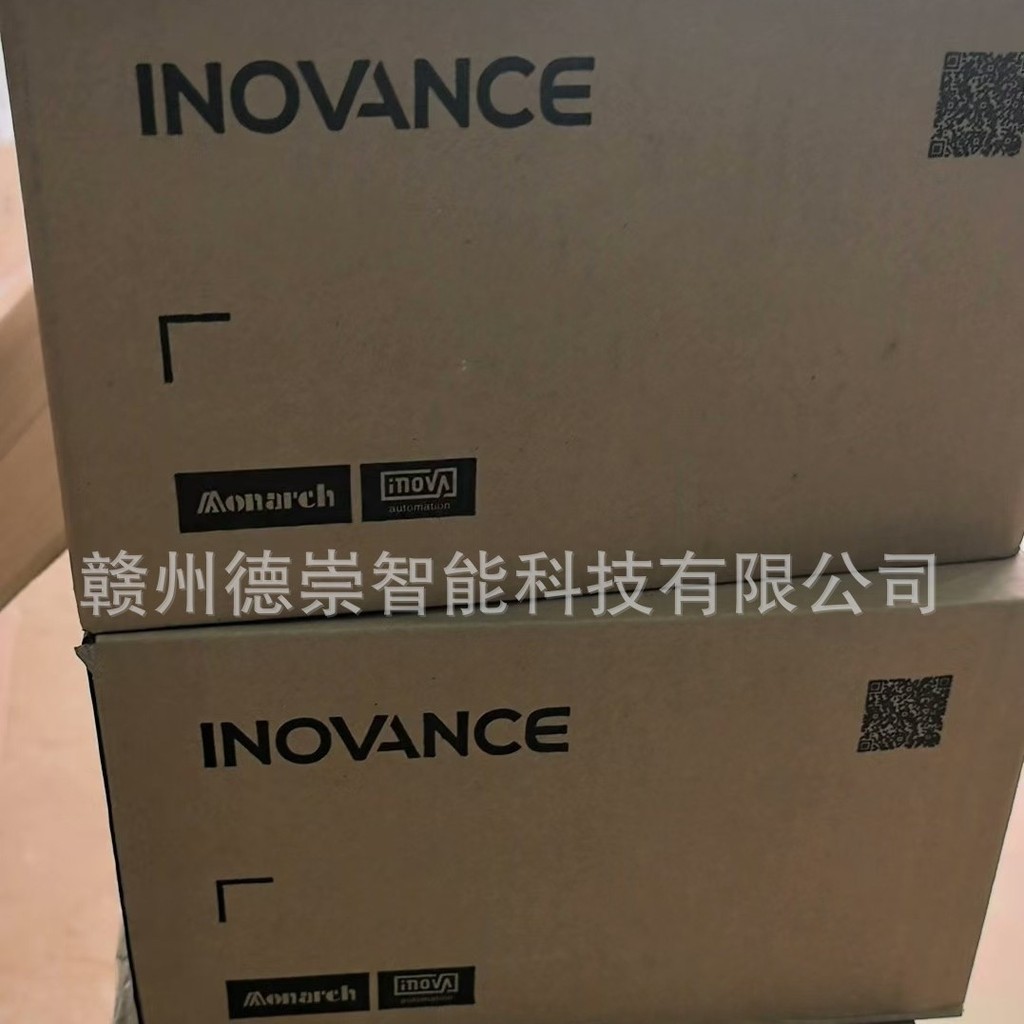 INOVANCE
Monarch
inova
automation
赣州德崇智能科技有限公司
INOVANCE
Monarch
inova
automation